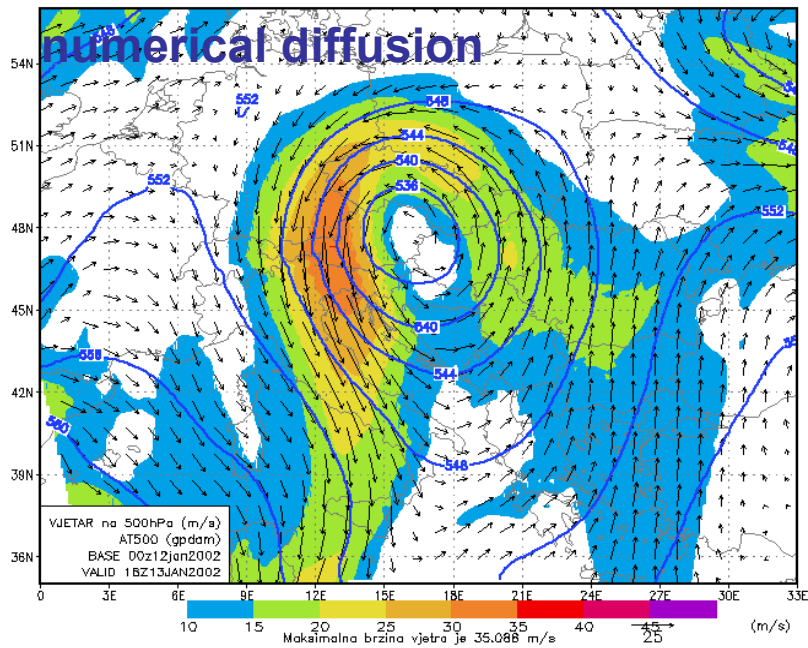 numerical diffusion
54N
552
548
51N
544
540
552
536
552
48N
45N
540
544
42N
560
548
39N
VJETAR na 500hPa (m/s)
AT500 (gpdam)
BASE 00z12jan2002
VALID 18Z13JAN2002
36N
0 3E 6E 9E 12E 15E 18E 21E 24E 27E 30E 33E
10 15 20 25 30 35 40 45 (m/s)
25
Maksimalna brzina vjetra je 35.088 m/s